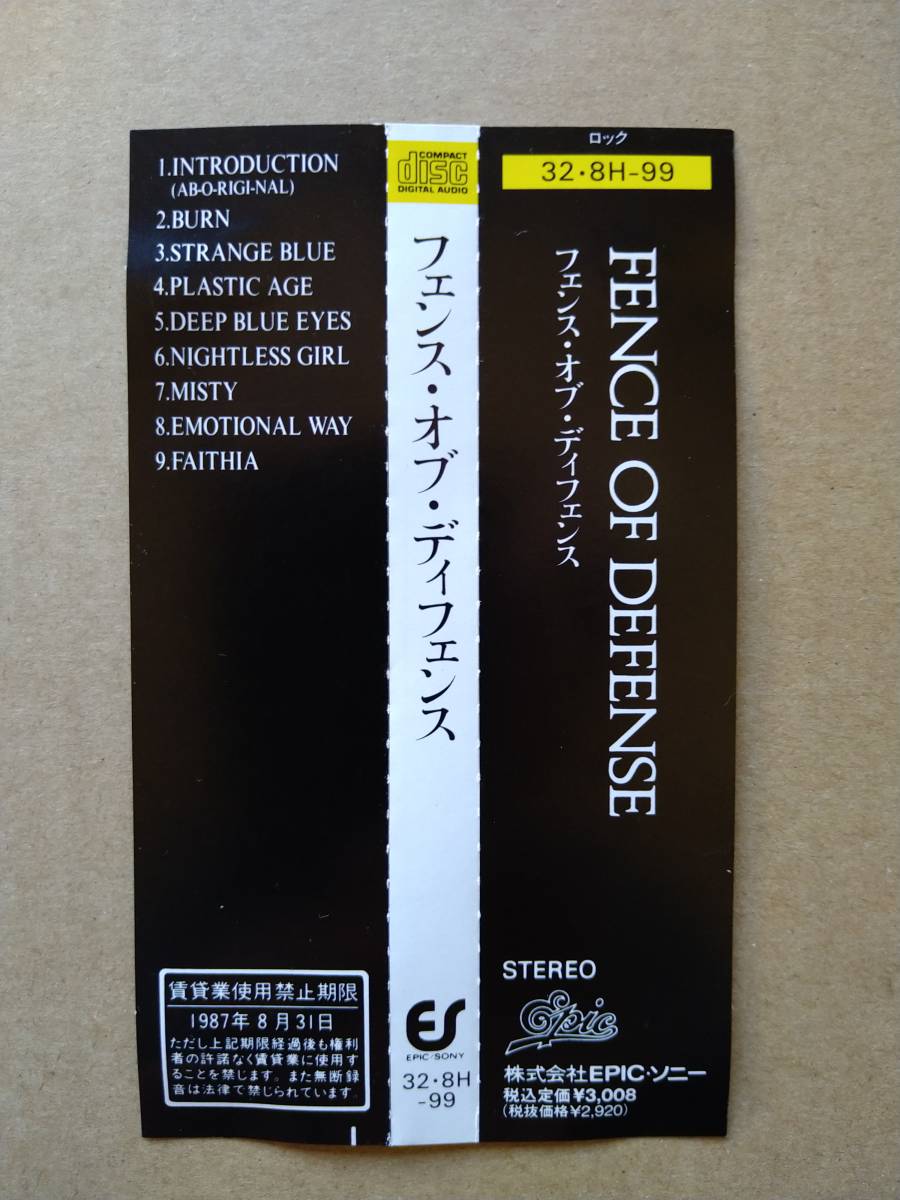 1.INTRODUCTION
(AB-O-RIGI-NAL)
2.BURN
3.STRANGE BLUE
4.PLASTIC AGE
5.DEEP BLUE EYES
6.NIGHTLESS GIRL
7.MISTY
8.EMOTIONAL WAY
9.FAITHIA
賃貸業使用禁止期限
1987年8月31日
ただし上記期限経過後も権利
者の許諾なく賃貸業に使用す
ることを禁じます。また無断録
音は法律で禁じられています。
COMPACT
disc
DIGITAL AUDIO
フェンス・オブ・ディフェンス
ES
EPIC/SONY
32・8H
-99
ロック
32・8H-99
FENCE OF DEFENSE
フェンス・オブ・ディフェンス
STEREO
Epic
株式会社EPIC・ソニー
税込定価¥3,008
(税抜価格¥2,920)